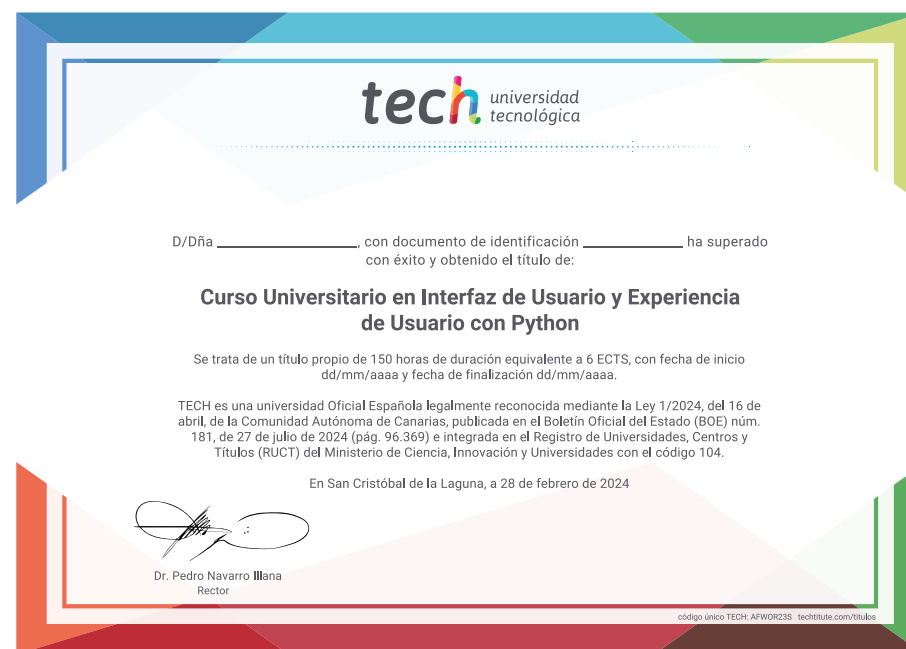 tech universidad
tecnológica
D/Dña ____________________, con documento de identificación ______________ ha superado
con éxito y obtenido el título de:
Curso Universitario en Interfaz de Usuario y Experiencia
de Usuario con Python
Se trata de un título propio de 150 horas de duración equivalente a 6 ECTS, con fecha de inicio
dd/mm/aaaa y fecha de finalización dd/mm/aaaa.
TECH es una universidad Oficial Española legalmente reconocida mediante la Ley 1/2024, del 16 de
abril, de la Comunidad Autónoma de Canarias, publicada en el Boletín Oficial del Estado (BOE) núm.
181, de 27 de julio de 2024 (pág. 96.369) e integrada en el Registro de Universidades, Centros y
Títulos (RUCT) del Ministerio de Ciencia, Innovación y Universidades con el código 104.
En San Cristóbal de la Laguna, a 28 de febrero de 2024
Dr. Pedro Navarro Illana
Rector
código único TECH: AFWOR23S techtitute.com/titulos